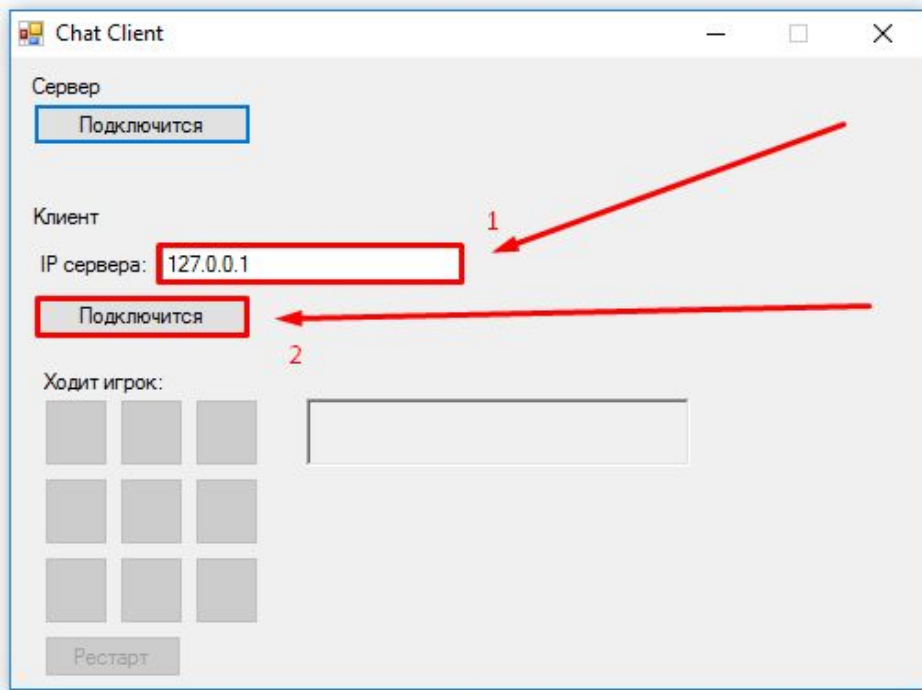 Chat Client
Сервер
Подключится
Клиент
1
IP сервера: 127.0.0.1
Подключится
2
Ходит игрок:
Рестарт